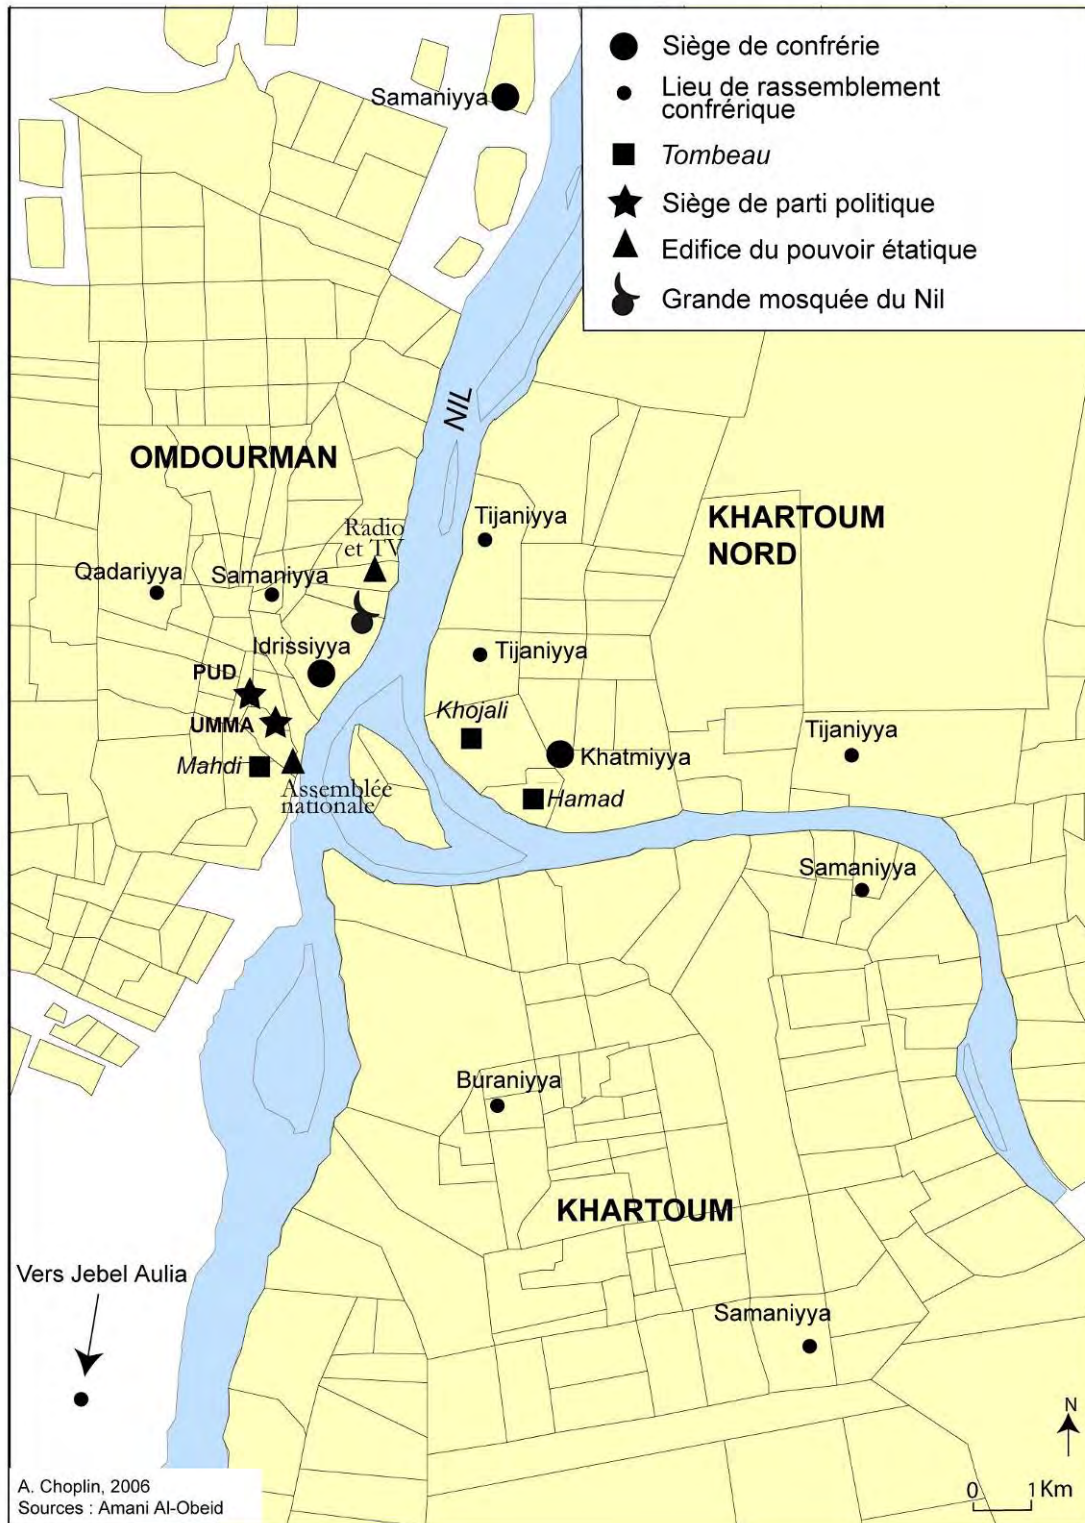 Siège de confrérie
Lieu de rassemblement
confrérique
Tombeau
Siège de parti politique
Edifice du pouvoir étatique
Grande mosquée du Nil
Samaniyya
NIL
OMDOURMAN
KHARTOUM
NORD
Radio
et TV
Tijaniyya
Qadariyya
Samaniyya
Idrissiyya
Tijaniyya
PUD
UMMA
Mahdi
Assemblée
nationale
Khojali
Khatmiyya
Hamad
Tijaniyya
Samaniyya
Buraniyya
KHARTOUM
Samaniyya
Vers Jebel Aulia
N
0 1 Km
A. Choplin, 2006
Sources : Amani Al-Obeid